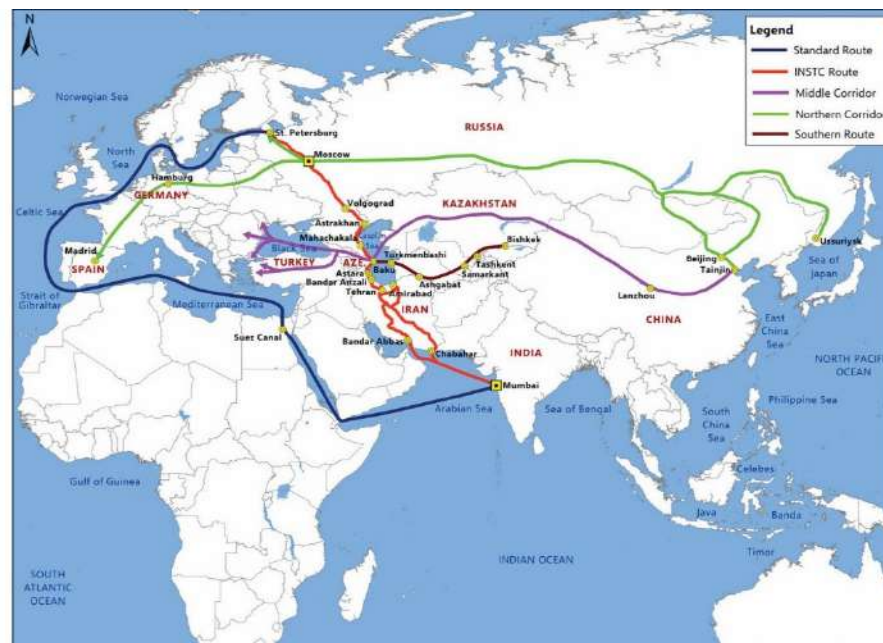 N
Legend
Standard Route
INSTC Route
Middle Corridor
Northern Corrido
Southern Route
Norwegian Sea
North
Sea
St. Petersburg
RUSSIA
Moscow
Hamburg
GERMANY
Celtic Sea
Volgograd
KAZAKHSTAN
Astrakhan
Mahachakala
Black Sea
Turkmenbashi
Bishkek
Madrid
SPAIN
TURKEY
AZE
Baku
Tashkent
Samarkant
Beijing
Tainjin
Ussuriysk
Sea of
Japan
Astara
Bandar Anzali
Ashgabat
Strait of
Gibraltar
Mediterranean Sea
Tehran
Amirabad
Lanzhou
IRAN
CHINA
East
China
Sea
Suez Canal
Bandar Abbas
Chabahar
INDIA
NORTH PACIF
OCEAN
Mumbai
Arabian Sea
Sea of Bengal
Philippine Sea
South
China
Sea
Gulf of Guinea
Celebes
Java
Banda
Timor
INDIAN OCEAN
SOUTH
ATLANTIC
OCEAN